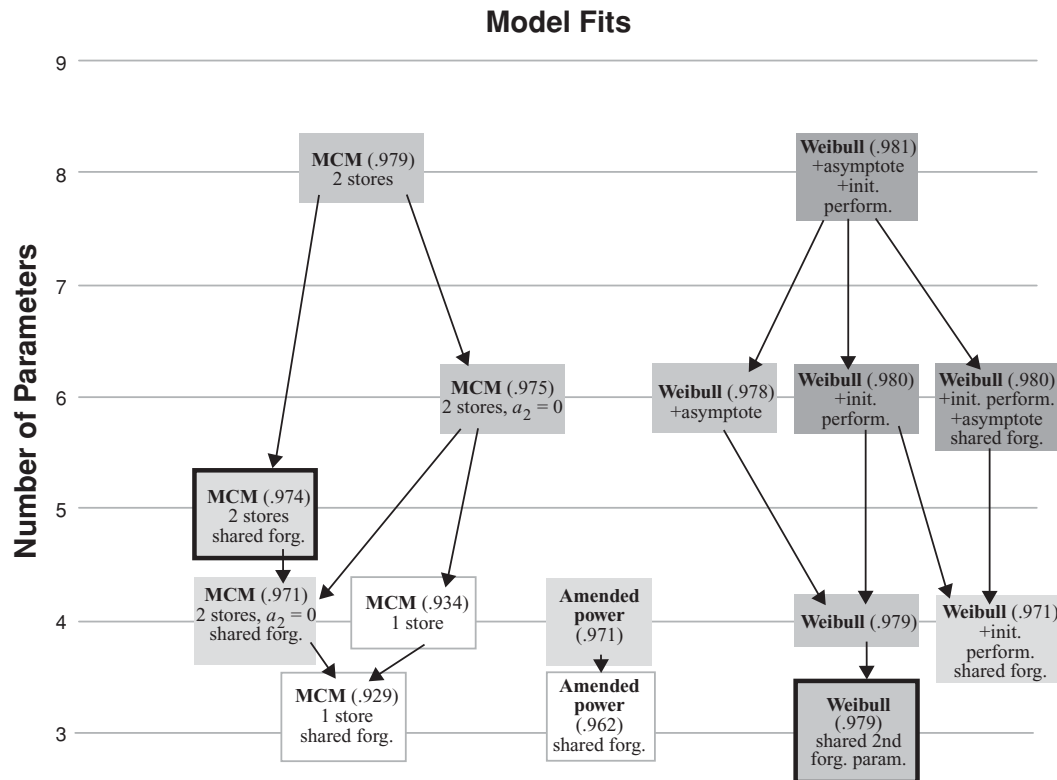 Model Fits
Number of Parameters
9
8
7
6
5
4
3
MCM (.979)
2 stores
Weibull (.981)
+asymptote
+init.
perform.
MCM (.975)
2 stores, a2 = 0
Weibull (.978)
+asymptote
Weibull (.980)
+init.
perform.
Weibull (.980)
+init. perform.
+asymptote
shared forg.
MCM (.974)
2 stores
shared forg.
MCM (.971)
2 stores, a2 = 0
shared forg.
MCM (.934)
1 store
Amended
power
(.971)
Weibull (.979)
Weibull (.971)
+init.
perform.
shared forg.
MCM (.929)
1 store
shared forg.
Amended
power
(.962)
shared forg.
Weibull
(.979)
shared 2nd
forg. param.